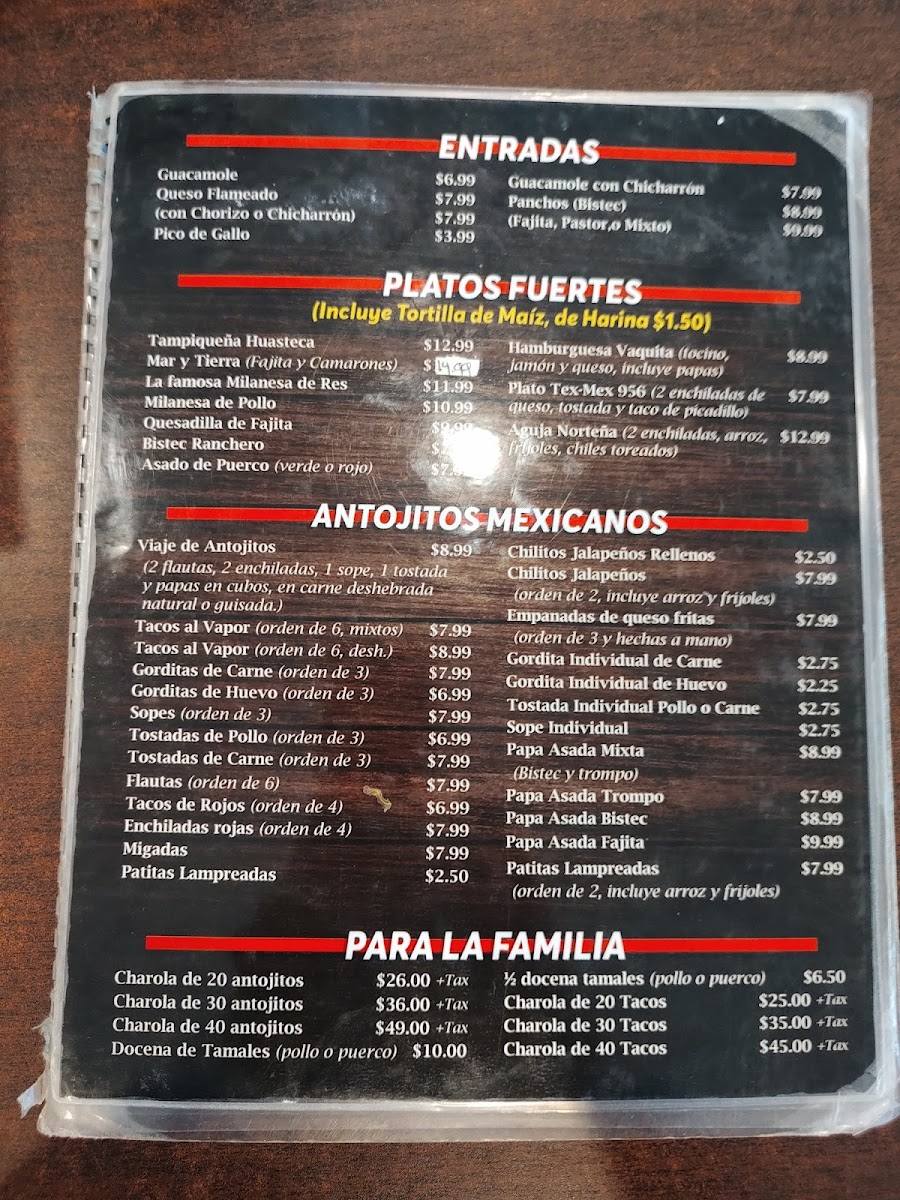 ENTRADAS
Guacamole $6.99
Queso Flameado $7.99
(con Chorizo o Chicharrón) $7.99
Pico de Gallo $3.99
Guacamole con Chicharrón $7.99
Panchos (Bistec) $8.99
(Fajita, Pastor,o Mixto) $9.99
PLATOS FUERTES
(Incluye Tortilla de Maíz, de Harina $1.50)
Tampiqueña Huasteca $12.99
Mar y Tierra (Fajita y Camarones) $14.99
La famosa Milanesa de Res $11.99
Milanesa de Pollo $10.99
Quesadilla de Fajita
Bistec Ranchero
Asado de Puerco (verde o rojo)
Hamburguesa Vaquita (tocino, $8.99
jamón y queso, incluye papas)
Plato Tex-Mex 956 (2 enchiladas de $7.99
queso, tostada y taco de picadillo)
Aguja Norteña (2 enchiladas, arroz, $12.99
frijoles, chiles toreados)
ANTOJITOS MEXICANOS
Viaje de Antojitos $8.99
(2 flautas, 2 enchiladas, 1 sope, 1 tostada
y papas en cubos, en carne deshebrada
natural o guisada.)
Tacos al Vapor (orden de 6, mixtos) $7.99
Tacos al Vapor (orden de 6, desh.) $8.99
Gorditas de Carne (orden de 3) $7.99
Gorditas de Huevo (orden de 3) $6.99
Sopes (orden de 3) $7.99
Tostadas de Pollo (orden de 3) $6.99
Tostadas de Carne (orden de 3) $7.99
Flautas (orden de 6) $7.99
Tacos de Rojos (orden de 4) $6.99
Enchiladas rojas (orden de 4) $7.99
Migadas $7.99
Patitas Lampreadas $2.50
Chilitos Jalapeños Rellenos $2.50
Chilitos Jalapeños $7.99
(orden de 2, incluye arroz y frijoles)
Empanadas de queso fritas $7.99
(orden de 3 y hechas a mano)
Gordita Individual de Carne $2.75
Gordita Individual de Huevo $2.25
Tostada Individual Pollo o Carne $2.75
Sope Individual $2.75
Papa Asada Mixta $8.99
(Bistec y trompo)
Papa Asada Trompo $7.99
Papa Asada Bistec $8.99
Papa Asada Fajita $9.99
Patitas Lampreadas $7.99
(orden de 2, incluye arroz y frijoles)
PARA LA FAMILIA
Charola de 20 antojitos $26.00 +Tax
Charola de 30 antojitos $36.00 +Tax
Charola de 40 antojitos $49.00 +Tax
Docena de Tamales (pollo o puerco) $10.00
½ docena tamales (pollo o puerco) $6.50
Charola de 20 Tacos $25.00 +Tax
Charola de 30 Tacos $35.00 +Tax
Charola de 40 Tacos $45.00 +Tax